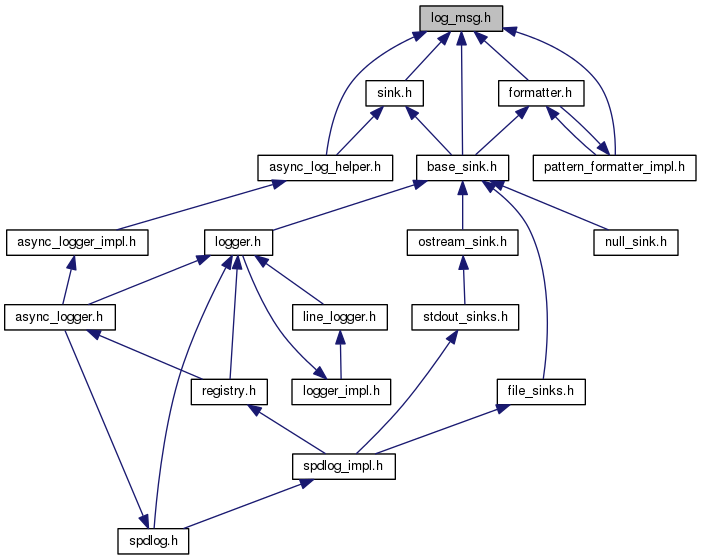 log_msg.h
sink.h
formatter.h
async_log_helper.h
base_sink.h
pattern_formatter_impl.h
async_logger_impl.h
logger.h
ostream_sink.h
null_sink.h
async_logger.h
line_logger.h
stdout_sinks.h
registry.h
logger_impl.h
file_sinks.h
spdlog_impl.h
spdlog.h